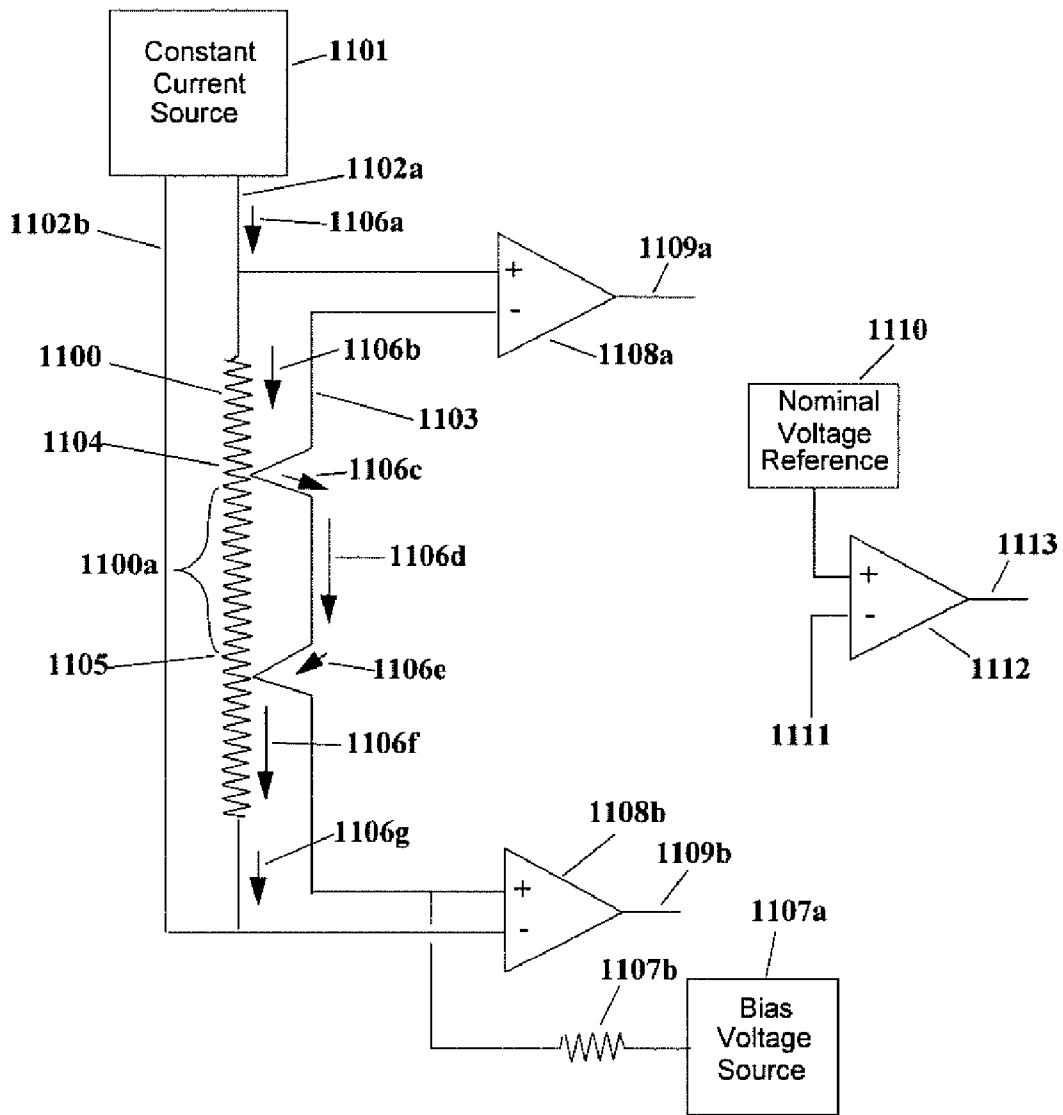 Constant
Current
Source
1101
1102a
1102b
1106a
+
-
1109a
1108a
1100
1106b
1103
1104
1106c
1100a
1106d
1105
1106e
1106f
1106g
1110
Nominal
Voltage
Reference
+
-
1113
1112
1111
1108b
+
-
1109b
1107a
1107b
Bias
Voltage
Source